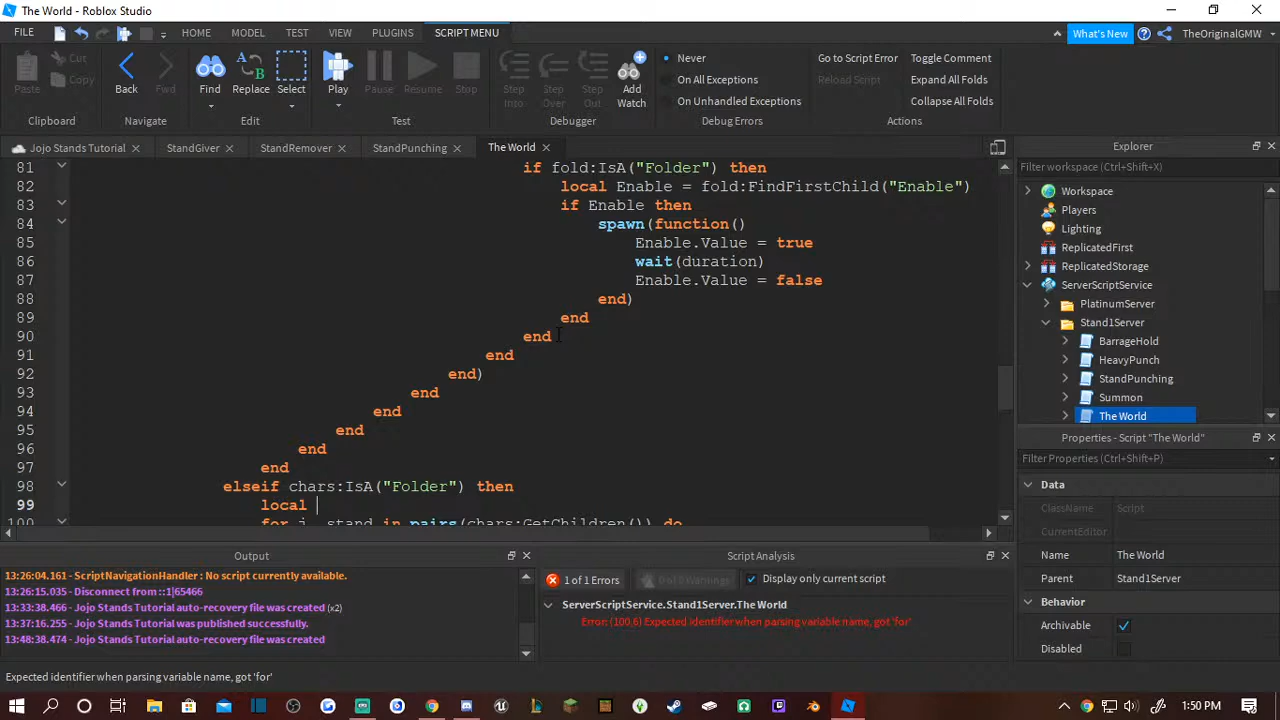 The World - Roblox Studio
FILE HOME MODEL TEST VIEW PLUGINS SCRIPT MENU What's New TheOriginalGMW
Paste Cut Copy Back Fwd Find Replace Select Play Pause Resume Stop Step Into Step Over Step Out Add Watch
Never
On All Exceptions
On Unhandled Exceptions
Go to Script Error Toggle Comment
Reload Script Expand All Folds
Collapse All Folds
Clipboard Navigate Edit Test Debugger Debug Errors Actions
Jojo Stands Tutorial StandGiver StandRemover StandPunching The World
81 if fold:IsA("Folder") then
82 local Enable = fold:FindFirstChild("Enable")
83 if Enable then
84 spawn(function()
85 Enable.Value = true
86 wait(duration)
87 Enable.Value = false
88 end)
89 end
90 end
91 end
92 end)
93 end
94 end
95 end
96 end
97 end
98 elseif chars:IsA("Folder") then
99 local
100 for i, stand in pairs(chars:GetChildren()) do
Explorer
Filter workspace (Ctrl+Shift+X)
Workspace
Players
Lighting
ReplicatedFirst
ReplicatedStorage
ServerScriptService
PlatinumServer
Stand1Server
BarrageHold
HeavyPunch
StandPunching
Summon
The World
Properties - Script "The World"
Filter Properties (Ctrl+Shift+P)
Data
ClassName Script
CurrentEditor
Name The World
Parent Stand1Server
Behavior
Archivable
Disabled
Output
13:26:04.161 - ScriptNavigationHandler : No script currently available.
13:26:15.035 - Disconnect from ::1|65466
13:33:38.466 - Jojo Stands Tutorial auto-recovery file was created (x2)
13:37:16.255 - Jojo Stands Tutorial was published successfully.
13:48:38.474 - Jojo Stands Tutorial auto-recovery file was created
Script Analysis
1 of 1 Errors 0 of 0 Warnings Display only current script
ServerScriptService.Stand1Server.The World
Error: (100,6) Expected identifier when parsing variable name, got 'for'
Expected identifier when parsing variable name, got 'for'
1:50 PM